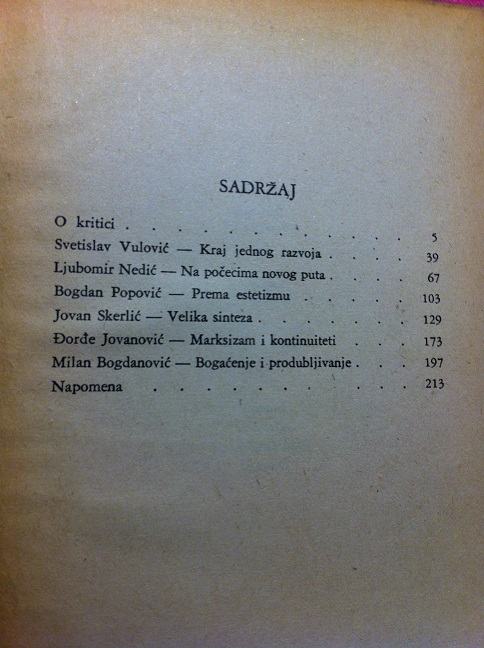 SADRŽAJ
O kritici . . . . . . . . . . . 5
Svetislav Vulović — Kraj jednog razvoja . . . . 39
Ljubomir Nedić — Na počecima novog puta . . . . 67
Bogdan Popović — Prema estetizmu . . . . . 103
Jovan Skerlić — Velika sinteza . . . . . . . 129
Đorđe Jovanović — Marksizam i kontinuiteti . . . 173
Milan Bogdanović — Bogaćenje i produbljivanje . . . 197
Napomena . . . . . . . . . . 213